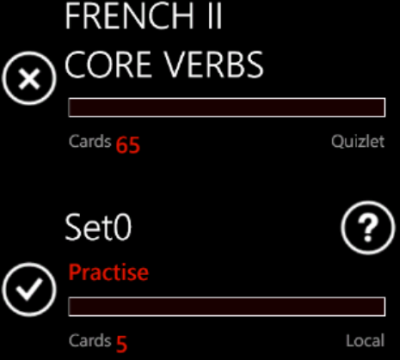 FRENCH II
CORE VERBS
Cards 65 Quizlet
Set0 ?
Practise
Cards 5 Local